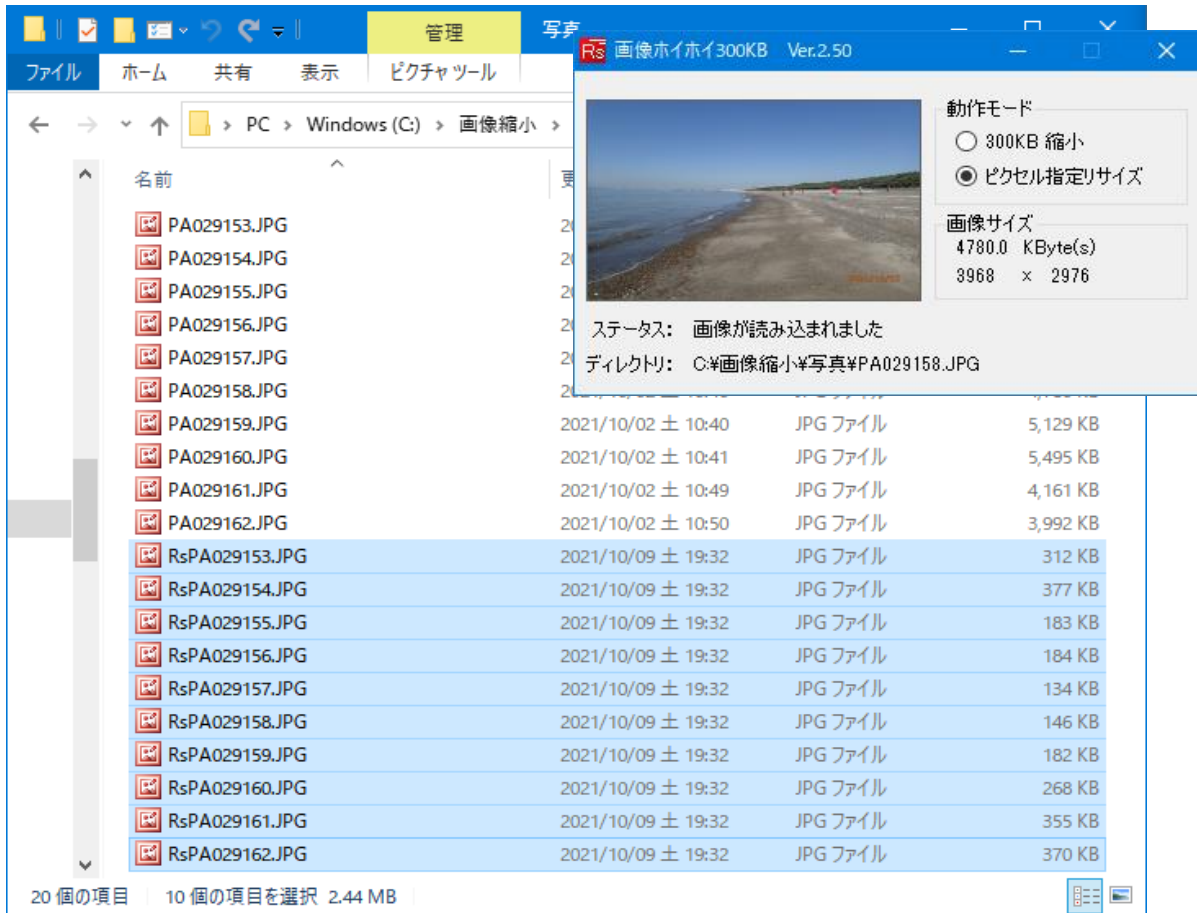 管理
写真
Rs 画像ホイホイ300KB Ver.2.50
ファイル ホーム 共有 表示 ピクチャ ツール
PC › Windows (C:) › 画像縮小 ›
動作モード
300KB 縮小
ピクセル指定リサイズ
画像サイズ
4780.0 KByte(s)
3968 × 2976
ステータス: 画像が読み込まれました
ディレクトリ: C:¥画像縮小¥写真¥PA029158.JPG
名前
PA029153.JPG
PA029154.JPG
PA029155.JPG
PA029156.JPG
PA029157.JPG
PA029158.JPG
PA029159.JPG 2021/10/02 土 10:40 JPG ファイル 5,129 KB
PA029160.JPG 2021/10/02 土 10:41 JPG ファイル 5,495 KB
PA029161.JPG 2021/10/02 土 10:49 JPG ファイル 4,161 KB
PA029162.JPG 2021/10/02 土 10:50 JPG ファイル 3,992 KB
RsPA029153.JPG 2021/10/09 土 19:32 JPG ファイル 312 KB
RsPA029154.JPG 2021/10/09 土 19:32 JPG ファイル 377 KB
RsPA029155.JPG 2021/10/09 土 19:32 JPG ファイル 183 KB
RsPA029156.JPG 2021/10/09 土 19:32 JPG ファイル 184 KB
RsPA029157.JPG 2021/10/09 土 19:32 JPG ファイル 134 KB
RsPA029158.JPG 2021/10/09 土 19:32 JPG ファイル 146 KB
RsPA029159.JPG 2021/10/09 土 19:32 JPG ファイル 182 KB
RsPA029160.JPG 2021/10/09 土 19:32 JPG ファイル 268 KB
RsPA029161.JPG 2021/10/09 土 19:32 JPG ファイル 355 KB
RsPA029162.JPG 2021/10/09 土 19:32 JPG ファイル 370 KB
20 個の項目 10 個の項目を選択 2.44 MB